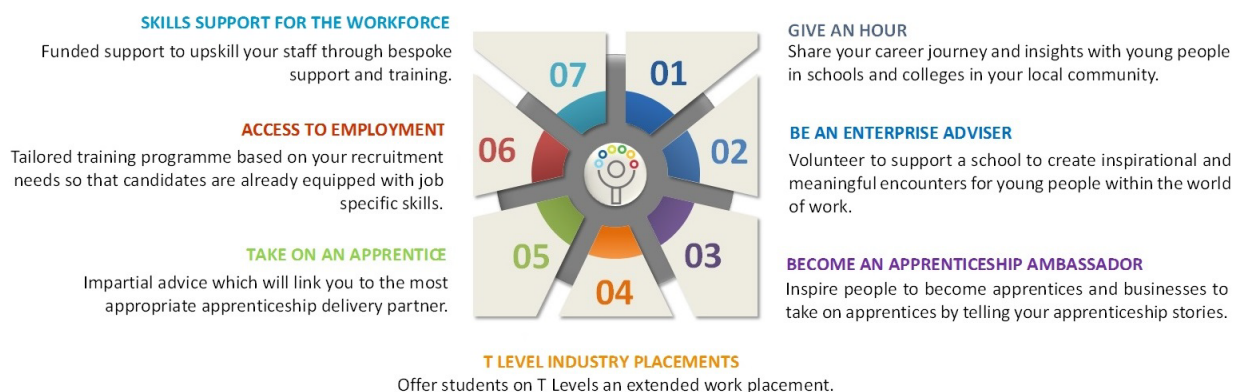 SKILLS SUPPORT FOR THE WORKFORCE
Funded support to upskill your staff through bespoke
support and training.
ACCESS TO EMPLOYMENT
Tailored training programme based on your recruitment
needs so that candidates are already equipped with job
specific skills.
TAKE ON AN APPRENTICE
Impartial advice which will link you to the most
appropriate apprenticeship delivery partner.
07
01
06
02
05
03
04
GIVE AN HOUR
Share your career journey and insights with young people
in schools and colleges in your local community.
BE AN ENTERPRISE ADVISER
Volunteer to support a school to create inspirational and
meaningful encounters for young people within the world
of work.
BECOME AN APPRENTICESHIP AMBASSADOR
Inspire people to become apprentices and businesses to
take on apprentices by telling your apprenticeship stories.
T LEVEL INDUSTRY PLACEMENTS
Offer students on T Levels an extended work placement.